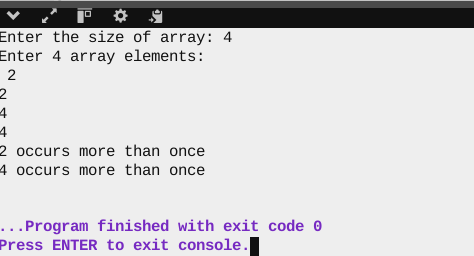 Enter the size of array: 4
Enter 4 array elements:
2
2
4
4
2 occurs more than once
4 occurs more than once
...Program finished with exit code 0
Press ENTER to exit console.